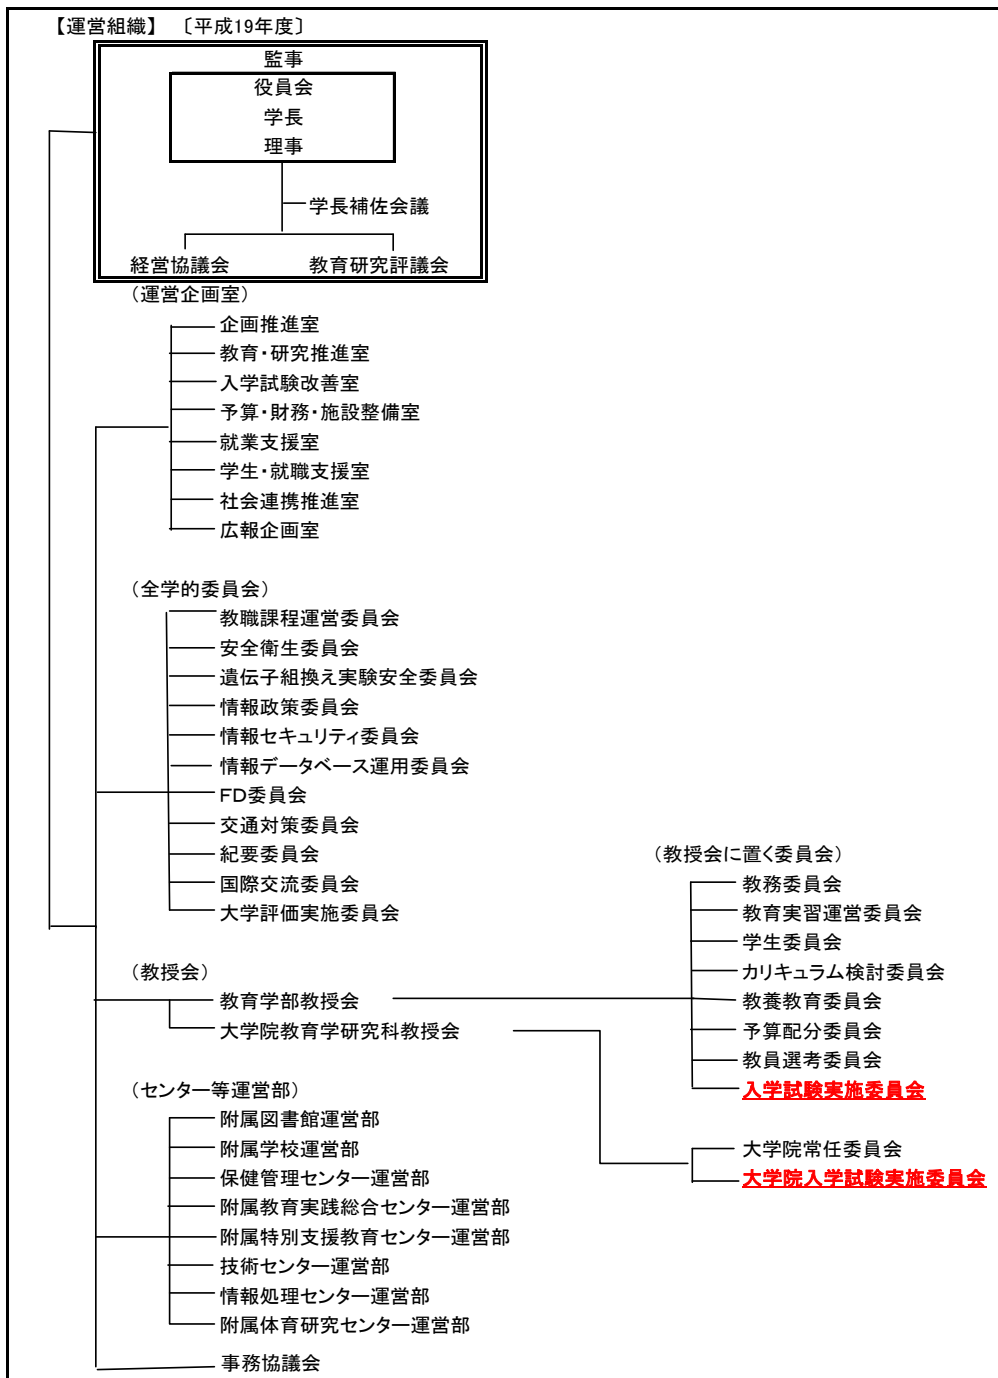 【運営組織】 〔平成19年度〕
監事
役員会
学長
理事
学長補佐会議
経営協議会 教育研究評議会
（運営企画室）
企画推進室
教育・研究推進室
入学試験改善室
予算・財務・施設整備室
就業支援室
学生・就職支援室
社会連携推進室
広報企画室
（全学的委員会）
教職課程運営委員会
安全衛生委員会
遺伝子組換え実験安全委員会
情報政策委員会
情報セキュリティ委員会
情報データベース運用委員会
FD委員会
交通対策委員会
紀要委員会
国際交流委員会
大学評価実施委員会
（教授会）
教育学部教授会
大学院教育学研究科教授会
（教授会に置く委員会）
教務委員会
教育実習運営委員会
学生委員会
カリキュラム検討委員会
教養教育委員会
予算配分委員会
教員選考委員会
入学試験実施委員会
大学院常任委員会
大学院入学試験実施委員会
（センター等運営部）
附属図書館運営部
附属学校運営部
保健管理センター運営部
附属教育実践総合センター運営部
附属特別支援教育センター運営部
技術センター運営部
情報処理センター運営部
附属体育研究センター運営部
事務協議会